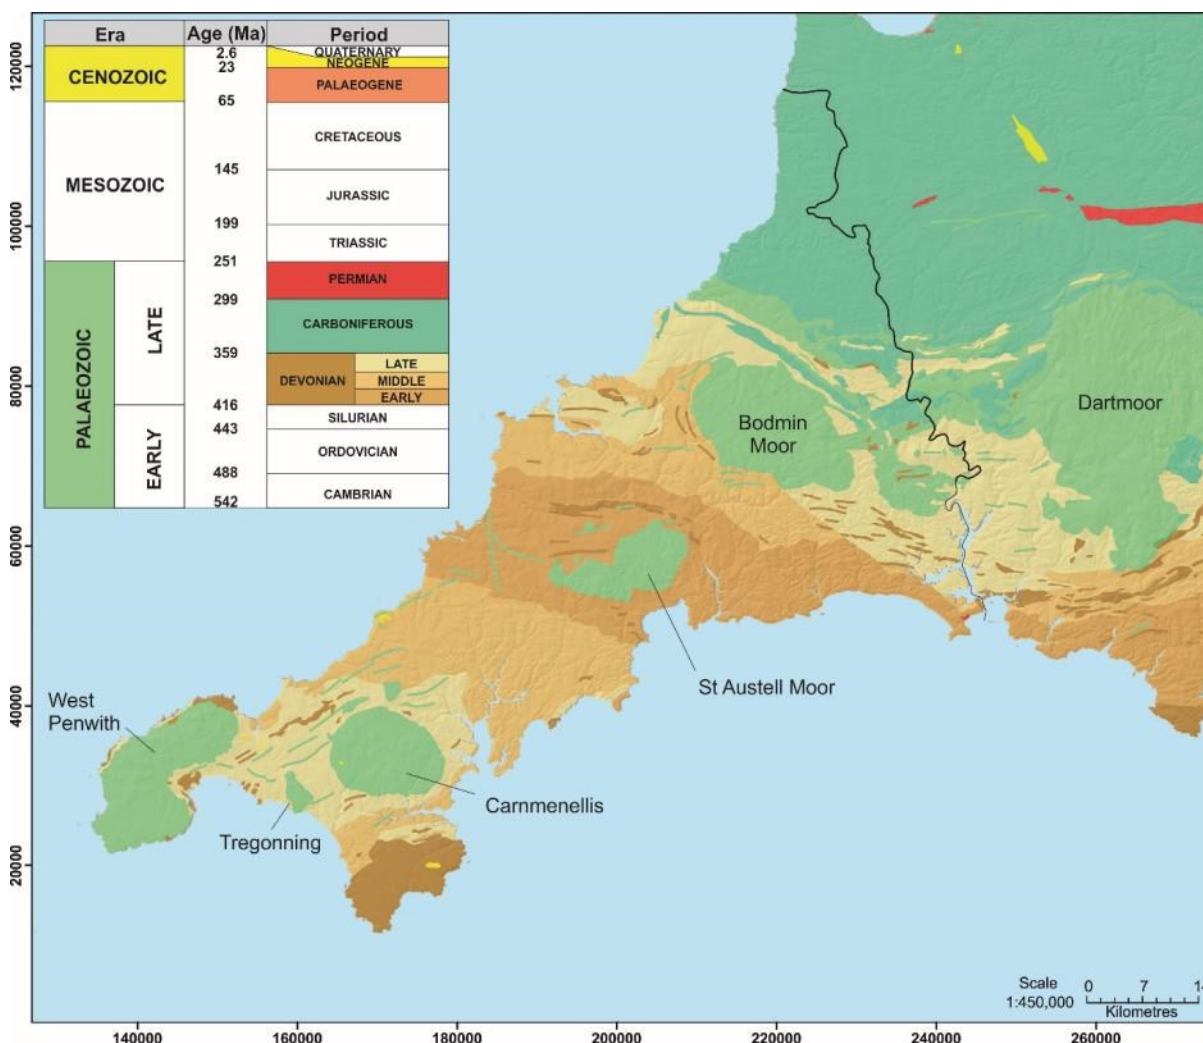 Era Age (Ma) Period
CENOZOIC
2.6
23
65
QUATERNARY
NEOGENE
PALAEOGENE
MESOZOIC
145
199
251
CRETACEOUS
JURASSIC
TRIASSIC
PALAEOZOIC
LATE
EARLY
299
359
416
443
488
542
PERMIAN
CARBONIFEROUS
DEVONIAN
LATE
MIDDLE
EARLY
SILURIAN
ORDOVICIAN
CAMBRIAN
120000
100000
80000
60000
40000
20000
Bodmin
Moor
Dartmoor
St Austell Moor
West
Penwith
Carnmenellis
Tregonning
Scale
1:450,000
0 7 14
Kilometres
140000 160000 180000 200000 220000 240000 260000